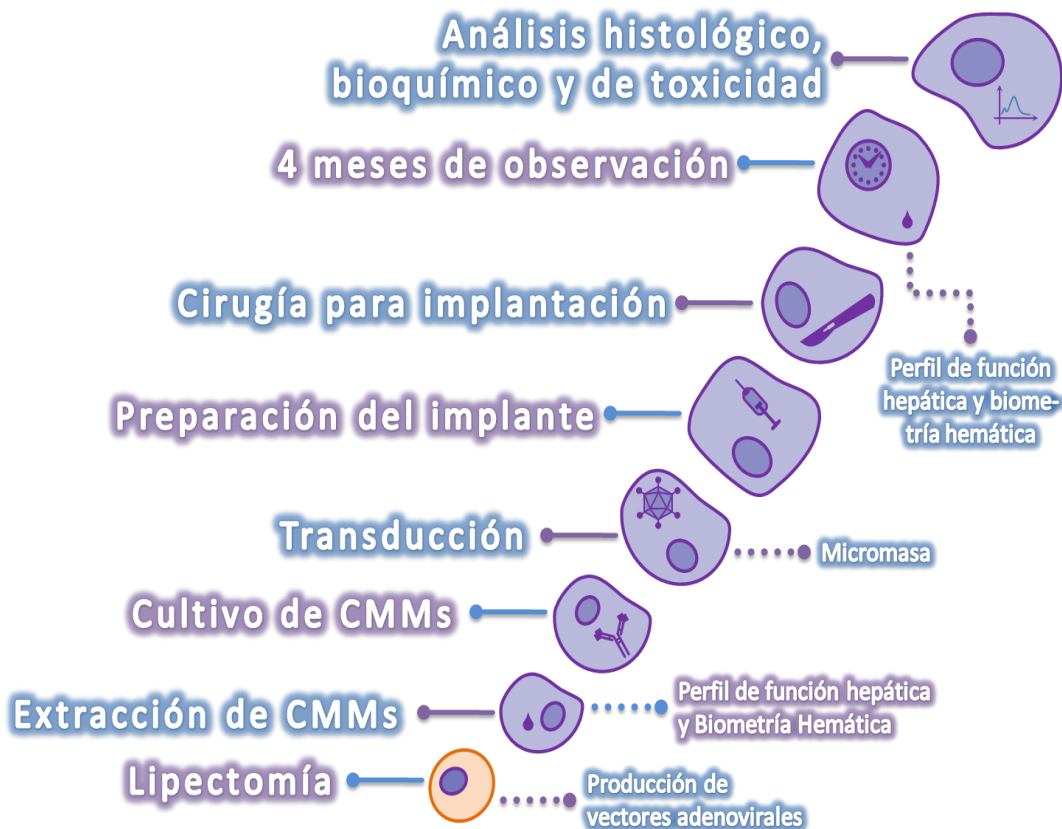 Análisis histológico,
bioquímico y de toxicidad
4 meses de observación
Cirugía para implantación
Perfil de función
hepática y biome-
tría hemática
Preparación del implante
Transducción
Micromasa
Cultivo de CMMs
Extracción de CMMs
Perfil de función hepática
y Biometría Hemática
Lipectomía
Producción de
vectores adenovirales